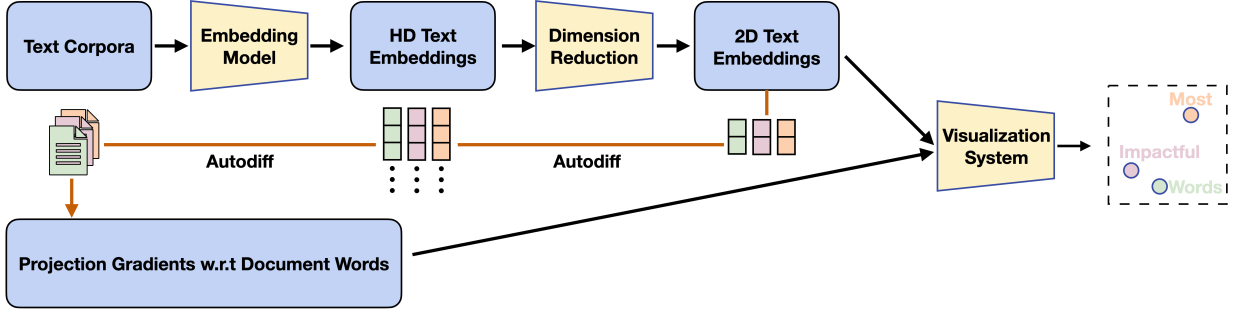 Text Corpora
Embedding
Model
HD Text
Embeddings
Dimension
Reduction
2D Text
Embeddings
Most
Visualization
System
Impactful
Words
Autodiff
Autodiff
Projection Gradients w.r.t Document Words